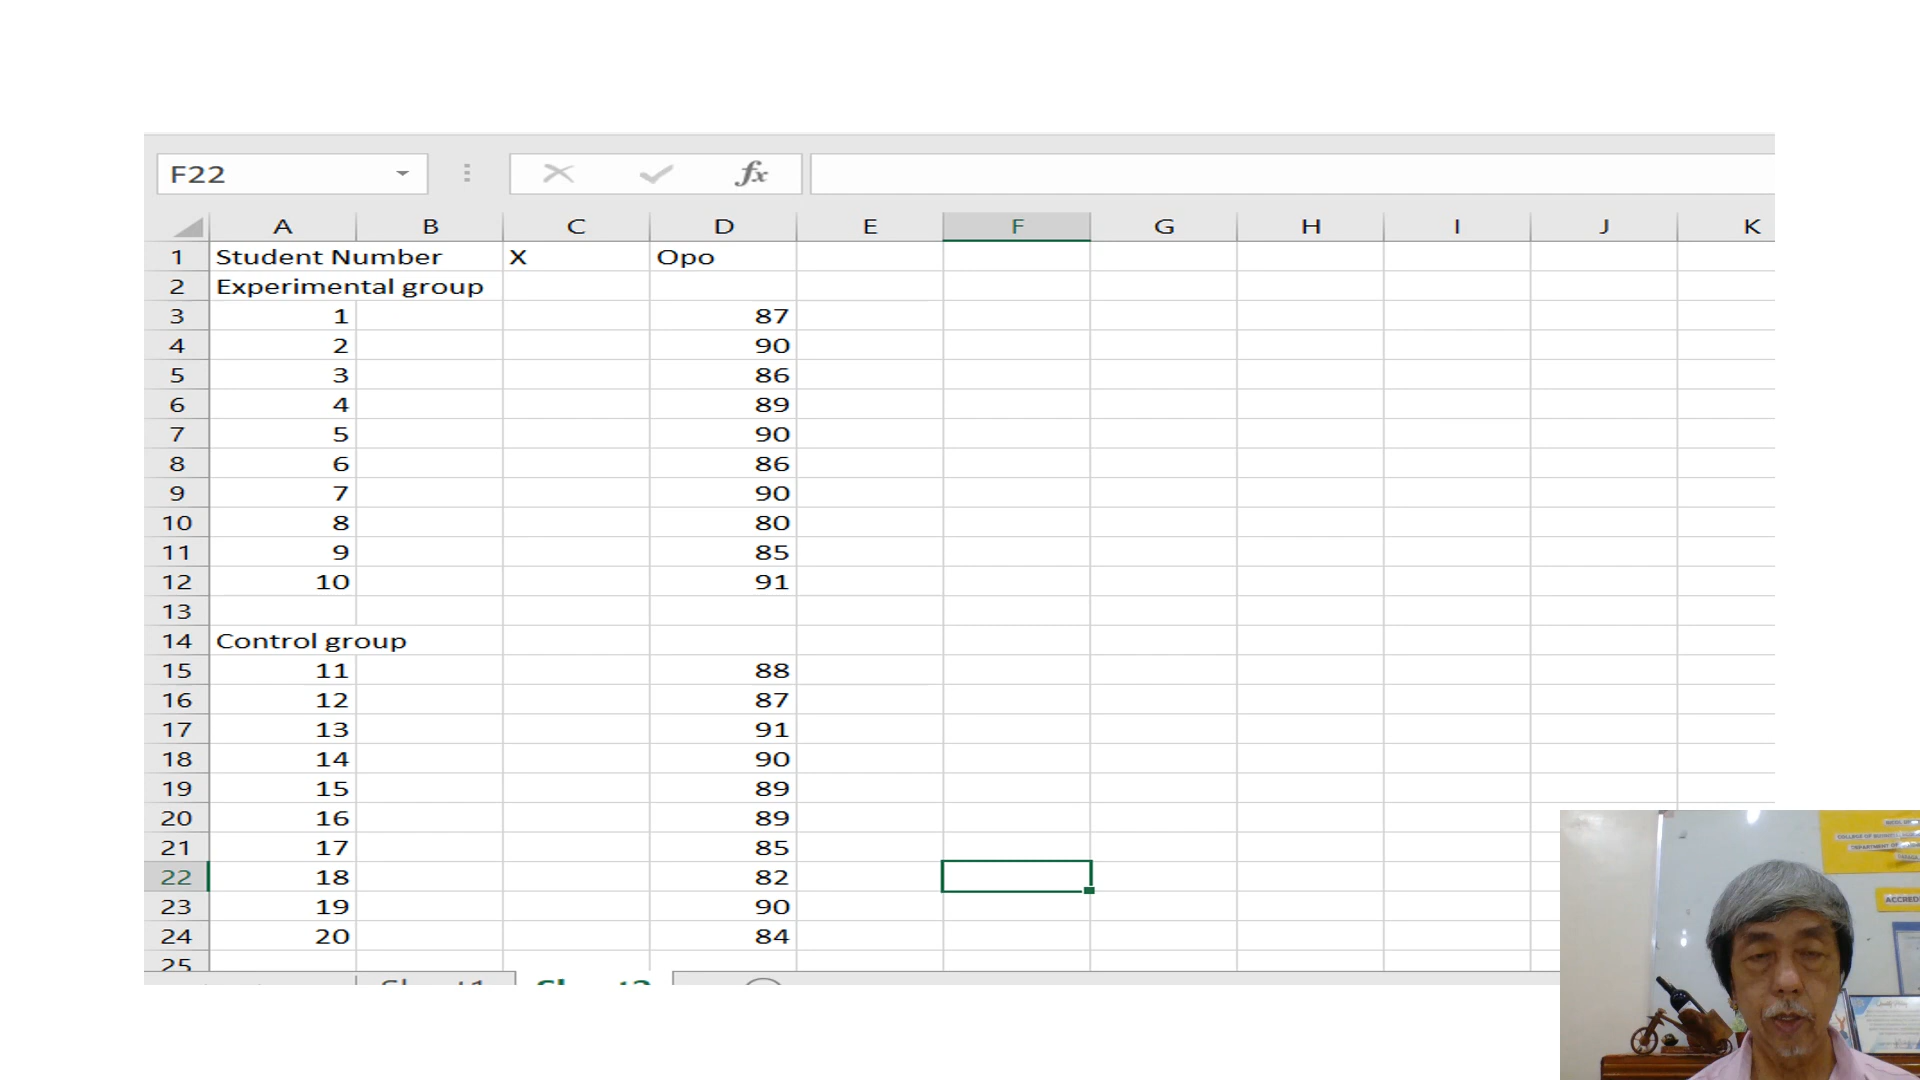 F22 fx
A B C D E F G H I J K
1 Student Number X Opo
2 Experimental group
3 1 87
4 2 90
5 3 86
6 4 89
7 5 90
8 6 86
9 7 90
10 8 80
11 9 85
12 10 91
13
14 Control group
15 11 88
16 12 87
17 13 91
18 14 90
19 15 89
20 16 89
21 17 85
22 18 82
23 19 90
24 20 84
25
ACCRED